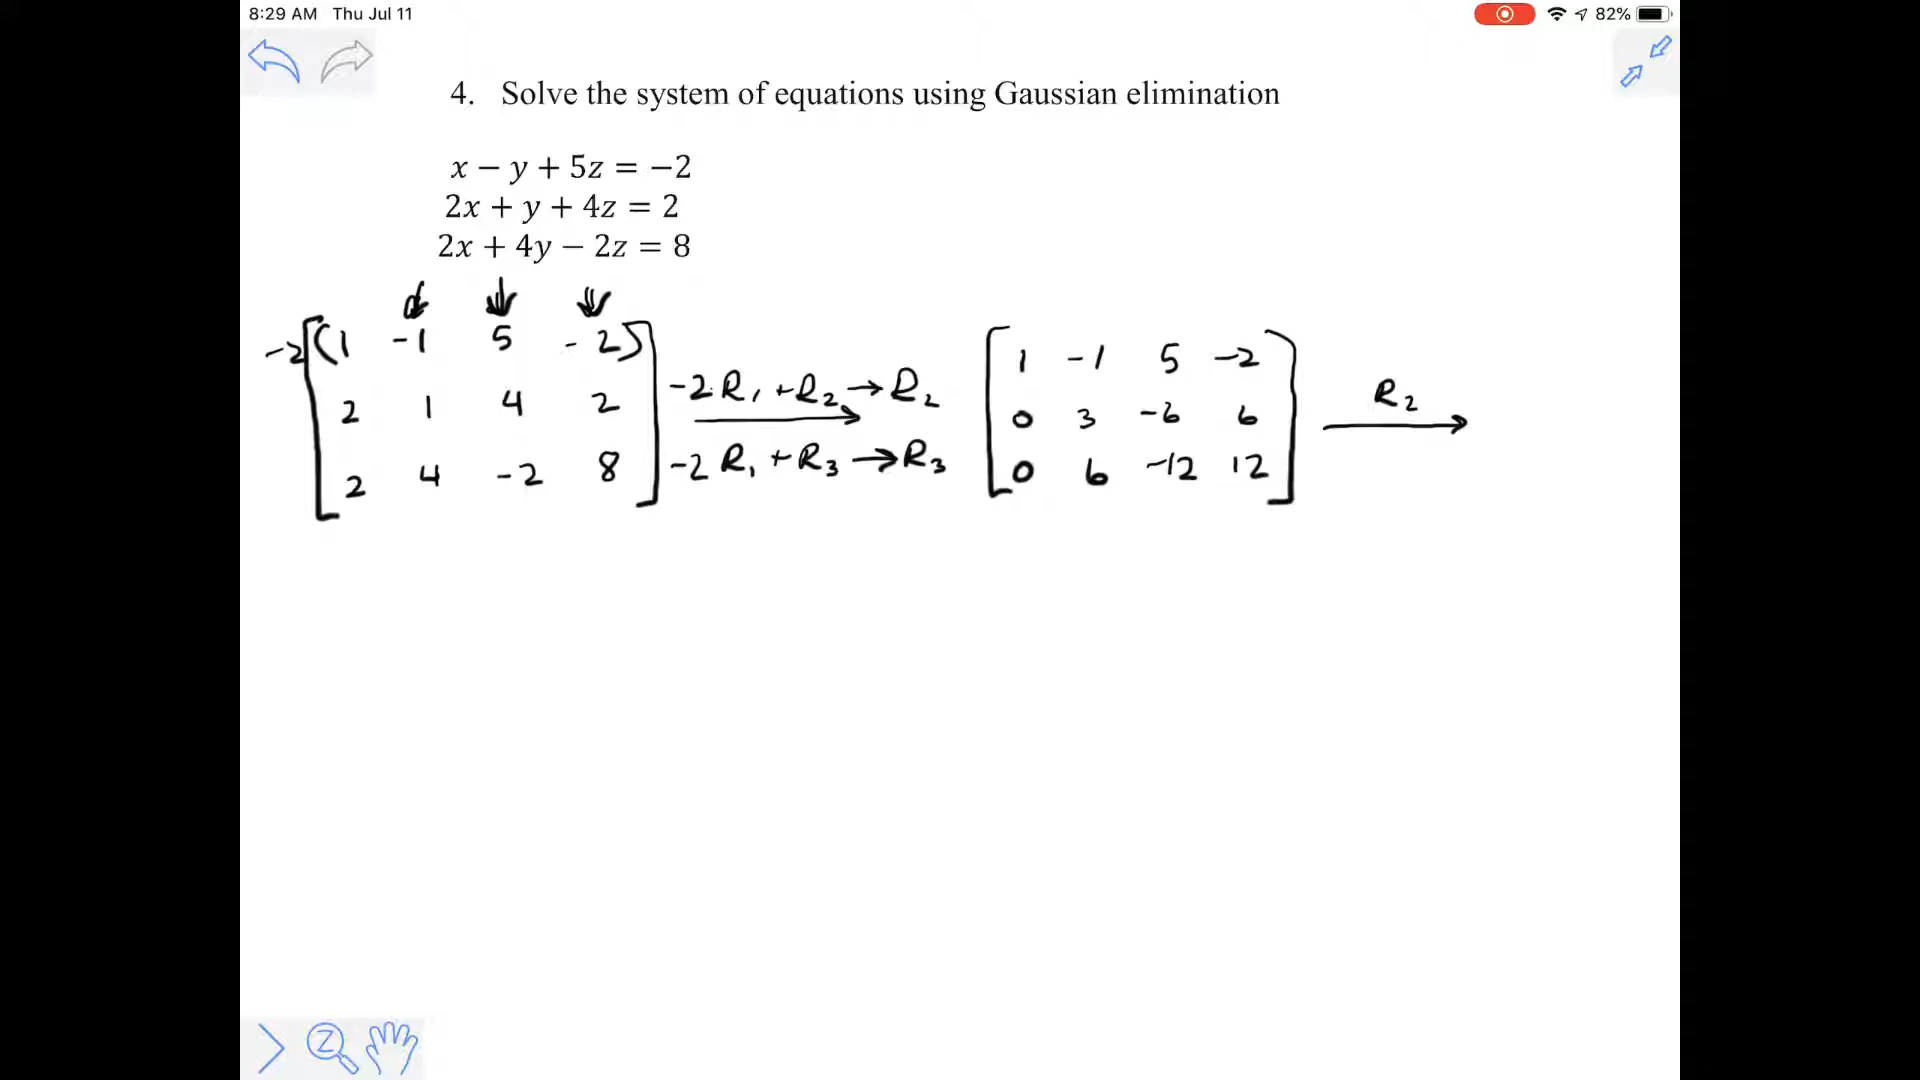 8:29 AM Thu Jul 11 82%
4. Solve the system of equations using Gaussian elimination
x − y + 5z = −2
2x + y + 4z = 2
2x + 4y − 2z = 8
-2 (1 -1 5 -2) 1 -1 5 -2
2 1 4 2 -2R₁ + R₂ → R₂ 0 3 -6 6 R₂
2 4 -2 8 -2R₁ + R₃ → R₃ 0 6 -12 12
Z